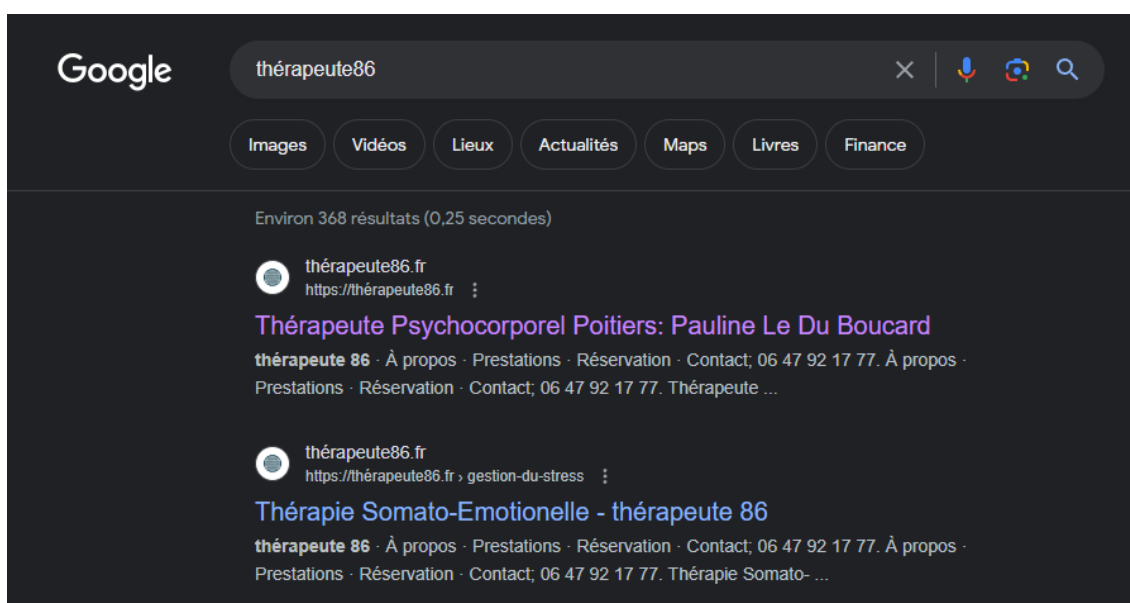 Google
thérapeute86
Images Vidéos Lieux Actualités Maps Livres Finance
Environ 368 résultats (0,25 secondes)
thérapeute86.fr
https://thérapeute86.fr
Thérapeute Psychocorporel Poitiers: Pauline Le Du Boucard
thérapeute 86 · À propos · Prestations · Réservation · Contact; 06 47 92 17 77. À propos ·
Prestations · Réservation · Contact; 06 47 92 17 77. Thérapeute ...
thérapeute86.fr
https://thérapeute86.fr › gestion-du-stress
Thérapie Somato-Emotionelle - thérapeute 86
thérapeute 86 · À propos · Prestations · Réservation · Contact; 06 47 92 17 77. À propos ·
Prestations · Réservation · Contact; 06 47 92 17 77. Thérapie Somato- ...